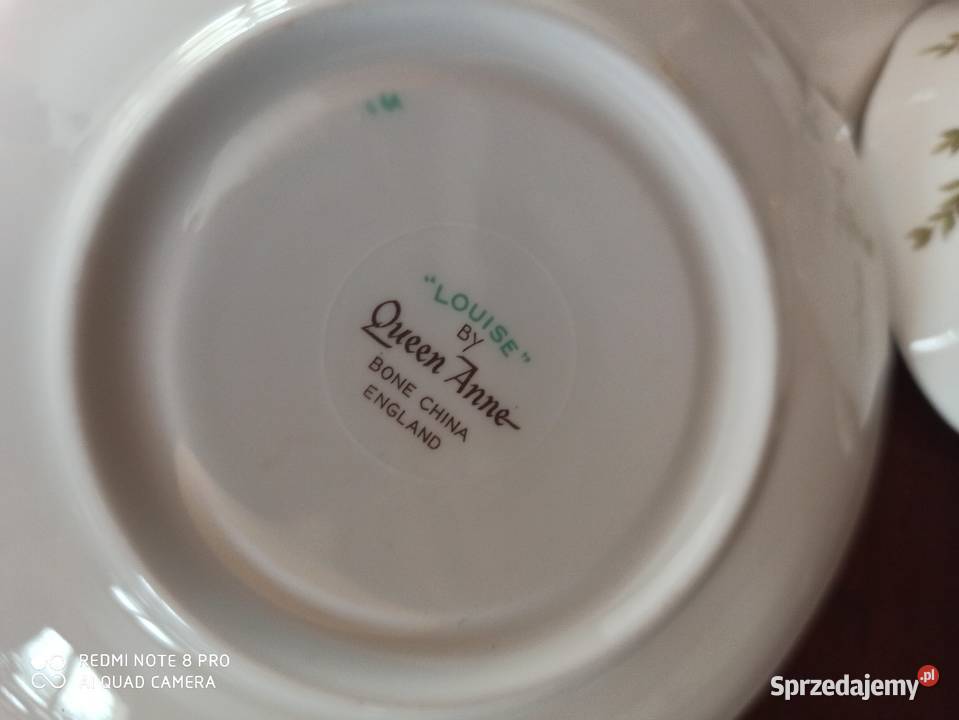 M
"LOUISE"
BY
Queen Anne
BONE CHINA
ENGLAND
REDMI NOTE 8 PRO
AI QUAD CAMERA
Sprzedajemy.pl